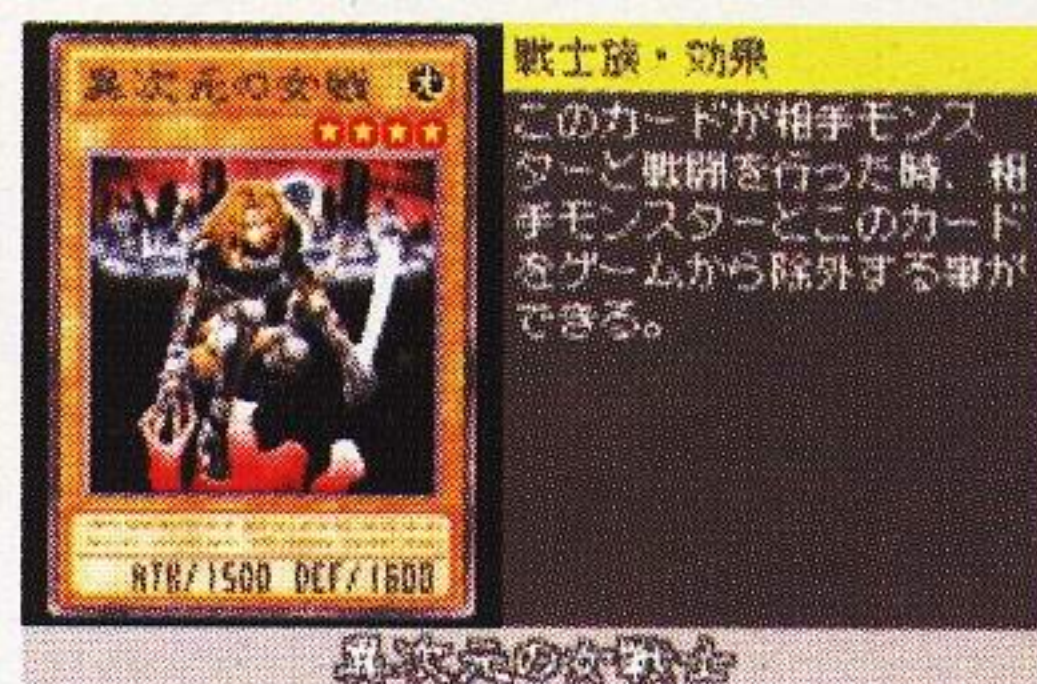 異次元の女戦
ATK/1500 DEF/1600
戦士族・効果
このカードが相手モンス
ターと戦闘を行った時、相
手モンスターとこのカード
をゲームから除外する事が
できる。
異次元の女戦士